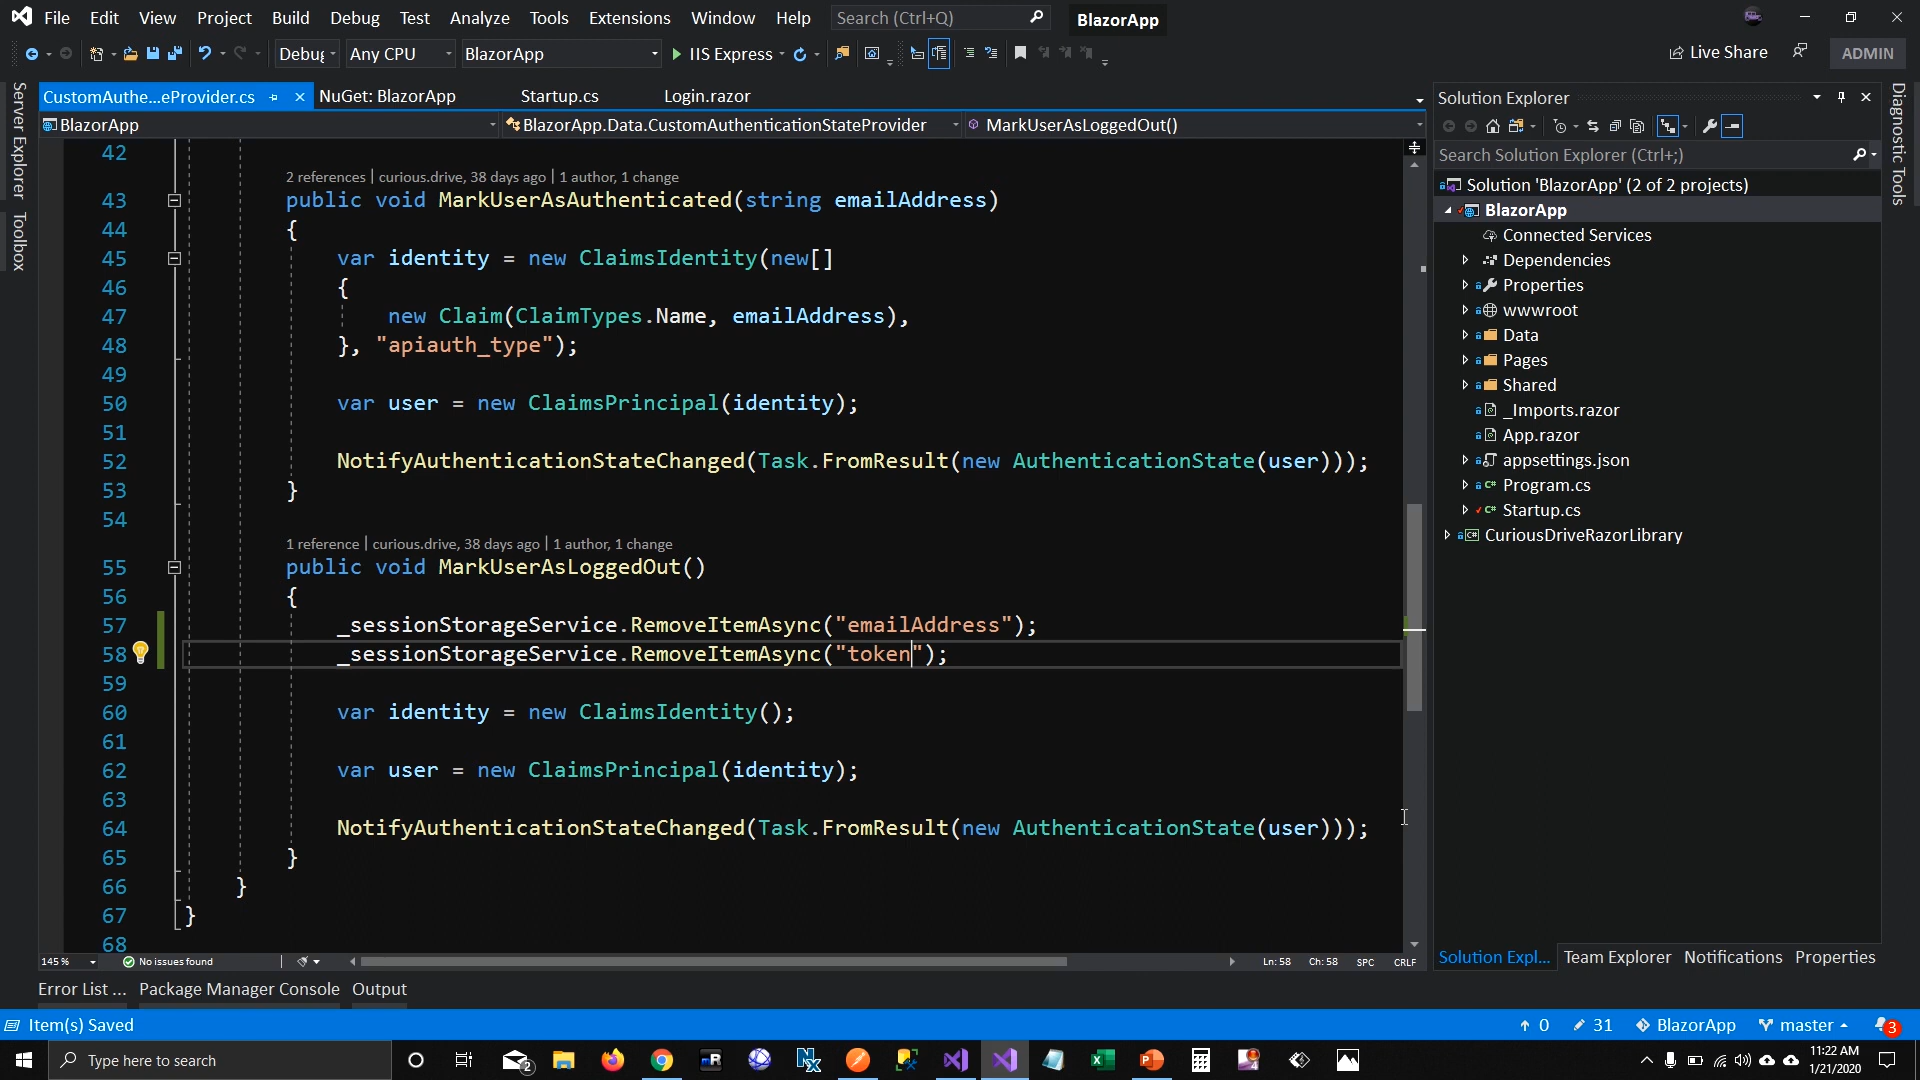 File Edit View Project Build Debug Test Analyze Tools Extensions Window Help Search (Ctrl+Q) BlazorApp
Debug Any CPU BlazorApp IIS Express Live Share ADMIN
CustomAuthe...eProvider.cs NuGet: BlazorApp Startup.cs Login.razor
BlazorApp BlazorApp.Data.CustomAuthenticationStateProvider MarkUserAsLoggedOut()
Server Explorer
Toolbox
42
2 references | curious.drive, 38 days ago | 1 author, 1 change
43 public void MarkUserAsAuthenticated(string emailAddress)
44 {
45 var identity = new ClaimsIdentity(new[]
46 {
47 new Claim(ClaimTypes.Name, emailAddress),
48 }, "apiauth_type");
49
50 var user = new ClaimsPrincipal(identity);
51
52 NotifyAuthenticationStateChanged(Task.FromResult(new AuthenticationState(user)));
53 }
54
1 reference | curious.drive, 38 days ago | 1 author, 1 change
55 public void MarkUserAsLoggedOut()
56 {
57 _sessionStorageService.RemoveItemAsync("emailAddress");
58 _sessionStorageService.RemoveItemAsync("token");
59
60 var identity = new ClaimsIdentity();
61
62 var user = new ClaimsPrincipal(identity);
63
64 NotifyAuthenticationStateChanged(Task.FromResult(new AuthenticationState(user)));
65 }
66 }
67 }
68
145 % No issues found Ln: 58 Ch: 58 SPC CRLF
Solution Explorer
Search Solution Explorer (Ctrl+;)
Solution 'BlazorApp' (2 of 2 projects)
BlazorApp
Connected Services
Dependencies
Properties
wwwroot
Data
Pages
Shared
_Imports.razor
App.razor
appsettings.json
Program.cs
Startup.cs
CuriousDriveRazorLibrary
Solution Expl... Team Explorer Notifications Properties
Diagnostic Tools
Error List ... Package Manager Console Output
Item(s) Saved 0 31 BlazorApp master 3
Type here to search 2 11:22 AM
1/21/2020